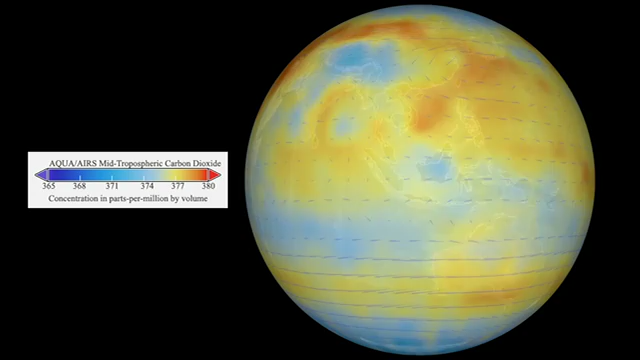 AQUA/AIRS Mid-Tropospheric Carbon Dioxide
365 368 371 374 377 380
Concentration in parts-per-million by volume